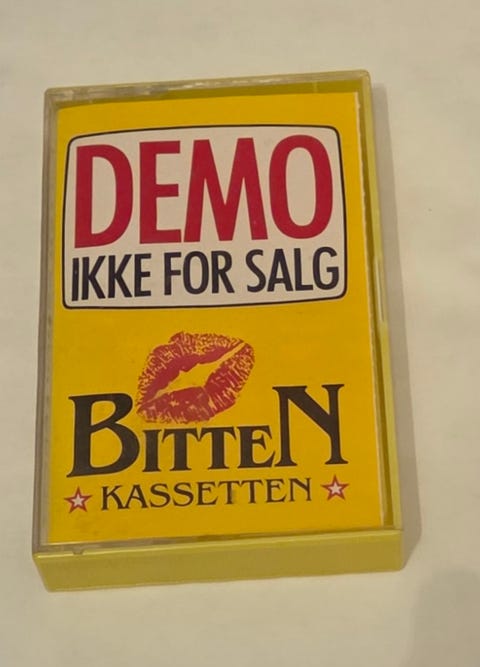 DEMO
IKKE FOR SALG
BITTEN
KASSETTEN